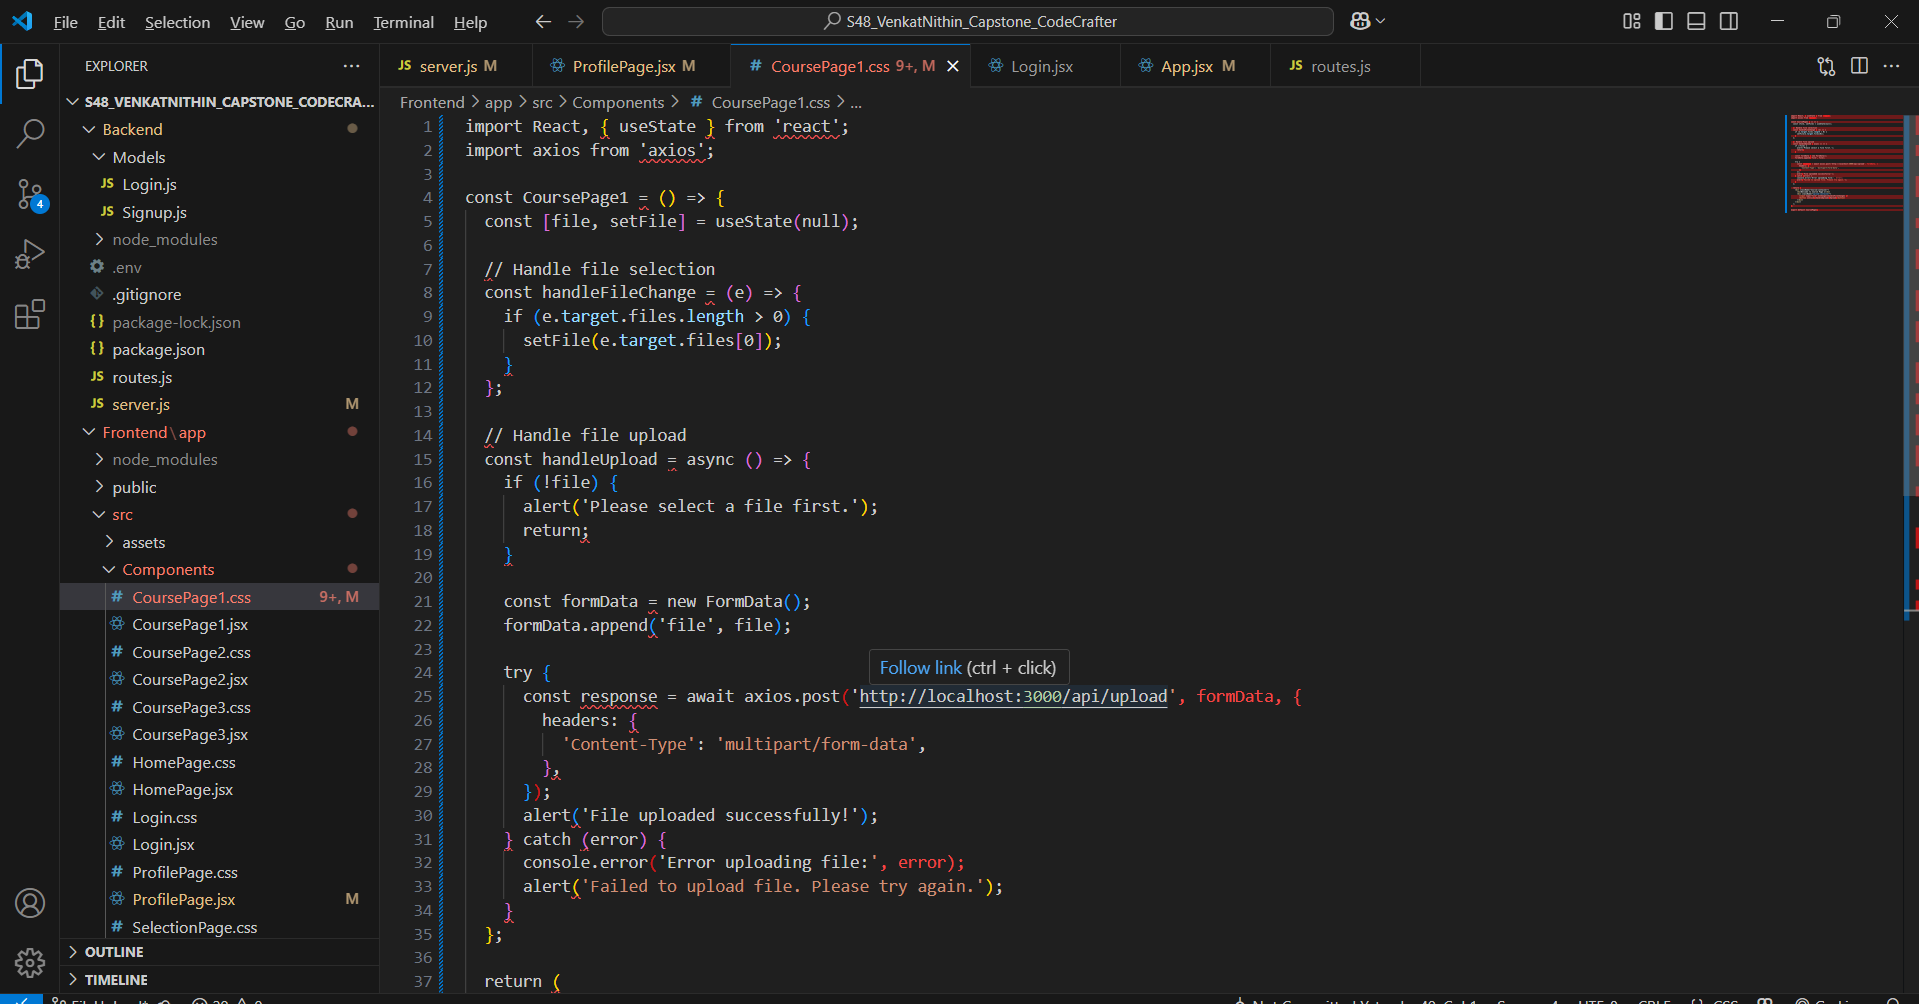 File Edit Selection View Go Run Terminal Help
S48_VenkatNithin_Capstone_CodeCrafter
EXPLORER
S48_VENKATNITHIN_CAPSTONE_CODECRA...
Backend
Models
JS Login.js
JS Signup.js
node_modules
.env
.gitignore
{} package-lock.json
{} package.json
JS routes.js
JS server.js M
Frontend\app
node_modules
public
src
assets
Components
# CoursePage1.css 9+, M
CoursePage1.jsx
# CoursePage2.css
CoursePage2.jsx
# CoursePage3.css
CoursePage3.jsx
# HomePage.css
HomePage.jsx
# Login.css
Login.jsx
# ProfilePage.css
ProfilePage.jsx M
# SelectionPage.css
OUTLINE
TIMELINE
4
JS server.js M
ProfilePage.jsx M
# CoursePage1.css 9+, M
Login.jsx
App.jsx M
JS routes.js
Frontend > app > src > Components > # CoursePage1.css > ...
1 import React, { useState } from 'react';
2 import axios from 'axios';
3
4 const CoursePage1 = () => {
5 const [file, setFile] = useState(null);
6
7 // Handle file selection
8 const handleFileChange = (e) => {
9 if (e.target.files.length > 0) {
10 setFile(e.target.files[0]);
11 }
12 };
13
14 // Handle file upload
15 const handleUpload = async () => {
16 if (!file) {
17 alert('Please select a file first.');
18 return;
19 }
20
21 const formData = new FormData();
22 formData.append('file', file);
23
Follow link (ctrl + click)
24 try {
25 const response = await axios.post('http://localhost:3000/api/upload', formData, {
26 headers: {
27 'Content-Type': 'multipart/form-data',
28 },
29 });
30 alert('File uploaded successfully!');
31 } catch (error) {
32 console.error('Error uploading file:', error);
33 alert('Failed to upload file. Please try again.');
34 }
35 };
36
37 return (